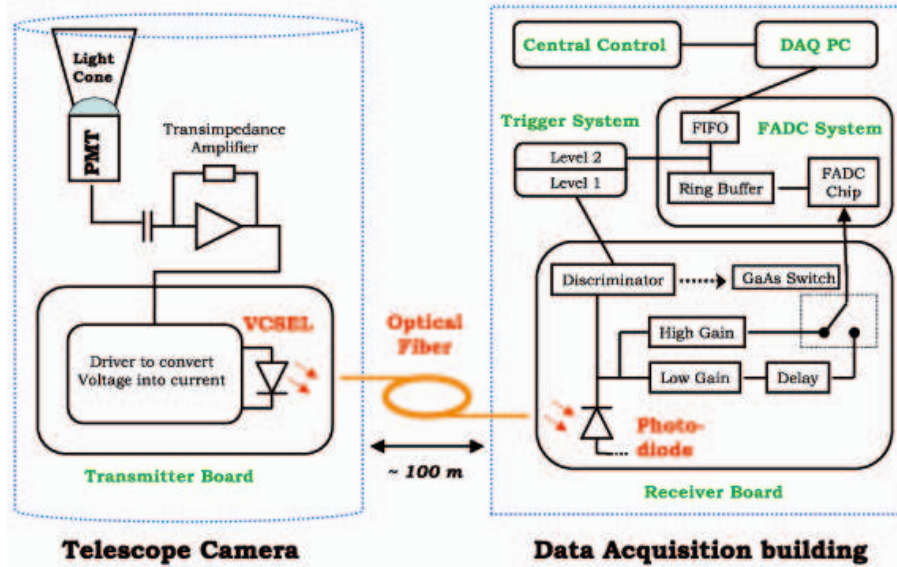 Light
Cone
PMT
Transimpedance
Amplifier
VCSEL
Driver to convert
Voltage into current
Transmitter Board
Telescope Camera
Optical
Fiber
~ 100 m
Central Control
DAQ PC
Trigger System
Level 2
Level 1
FIFO
FADC System
Ring Buffer
FADC
Chip
Discriminator
GaAs Switch
High Gain
Low Gain
Delay
Photo-
diode
Receiver Board
Data Acquisition building